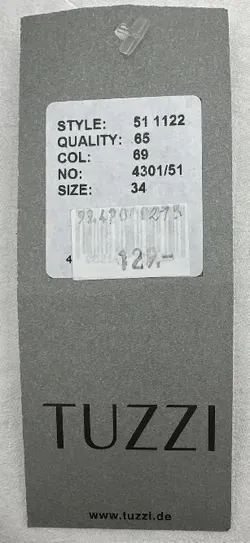 STYLE: 51 1122
QUALITY: 65
COL: 69
NO: 4301/51
SIZE: 34
129,-
TUZZI
www.tuzzi.de